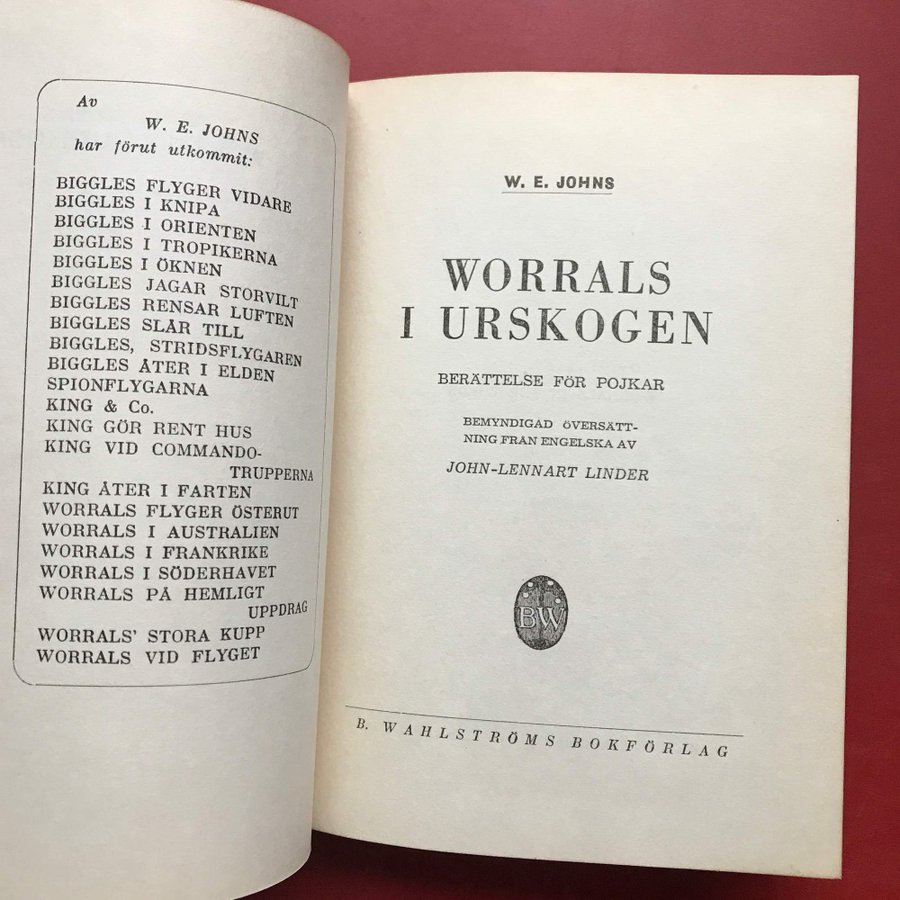 Av
W. E. JOHNS
har förut utkommit:
BIGGLES FLYGER VIDARE
BIGGLES I KNIPA
BIGGLES I ORIENTEN
BIGGLES I TROPIKERNA
BIGGLES I ÖKNEN
BIGGLES JAGAR STORVILT
BIGGLES RENSAR LUFTEN
BIGGLES SLÅR TILL
BIGGLES, STRIDSFLYGAREN
BIGGLES ÅTER I ELDEN
SPIONFLYGARNA
KING & Co.
KING GÖR RENT HUS
KING VID COMMANDO-
TRUPPERNA
KING ÅTER I FARTEN
WORRALS FLYGER ÖSTERUT
WORRALS I AUSTRALIEN
WORRALS I FRANKRIKE
WORRALS I SÖDERHAVET
WORRALS PÅ HEMLIGT
UPPDRAG
WORRALS' STORA KUPP
WORRALS VID FLYGET
W. E. JOHNS
WORRALS
I URSKOGEN
BERÄTTELSE FÖR POJKAR
BEMYNDIGAD ÖVERSÄTT-
NING FRÅN ENGELSKA AV
JOHN-LENNART LINDER
BW
B. WAHLSTRÖMS BOKFÖRLAG